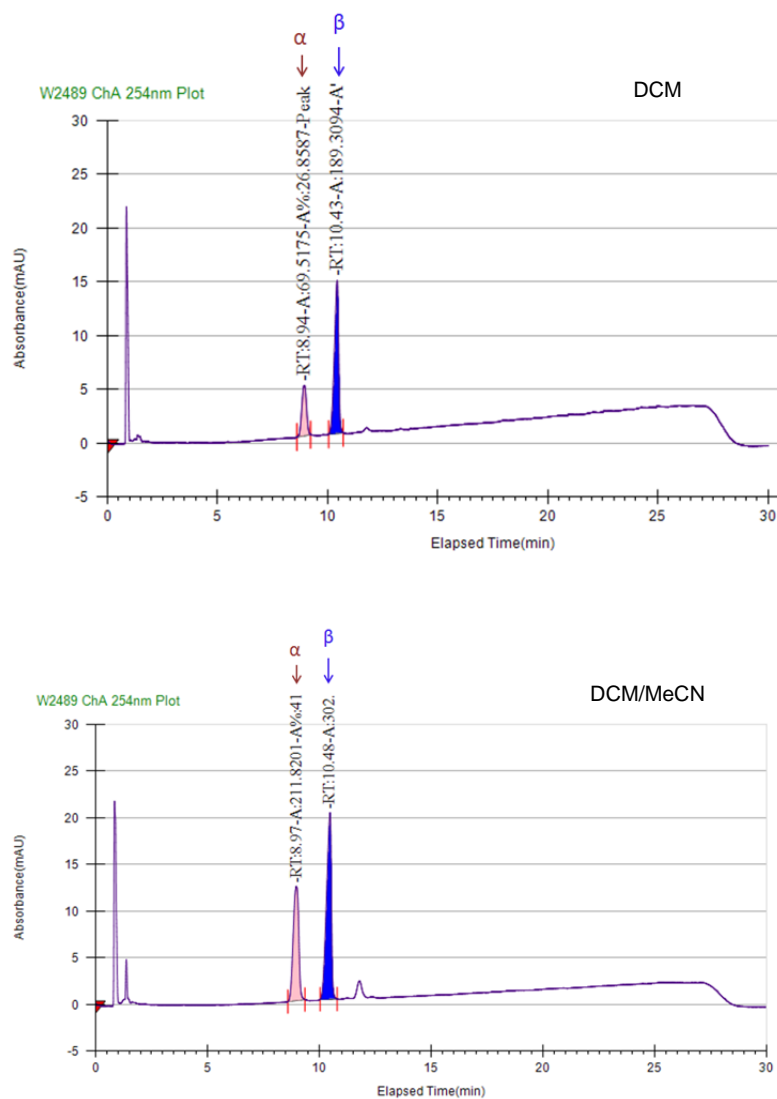 α
β
DCM
W2489 ChA 254nm Plot
-RT:8.94-A:69.5175-A%:26.8587-Peak
-RT:10.43-A:189.3094-A'
30
25
20
15
10
5
0
-5
Absorbance(mAU)
0 5 10 15 20 25 30
Elapsed Time(min)
α
β
DCM/MeCN
W2489 ChA 254nm Plot
-RT:8.97-A:211.8201-A%:41
-RT:10.48-A:302.
30
25
20
15
10
5
0
-5
Absorbance(mAU)
0 5 10 15 20 25 30
Elapsed Time(min)